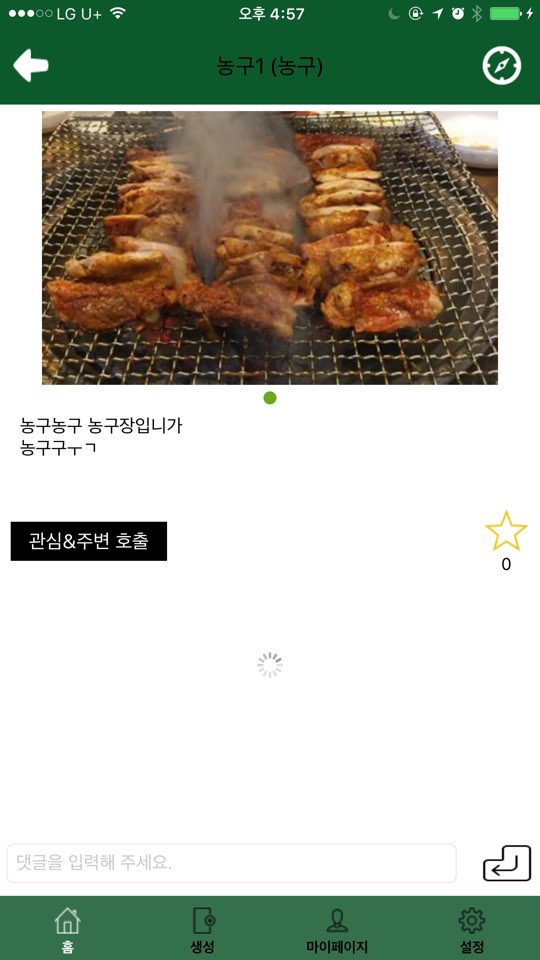 LG U+ 오후 4:57
농구1 (농구)
농구농구 농구장입니가
농구구ㅜㄱ
관심&주변 호출
0
댓글을 입력해 주세요.
홈 생성 마이페이지 설정